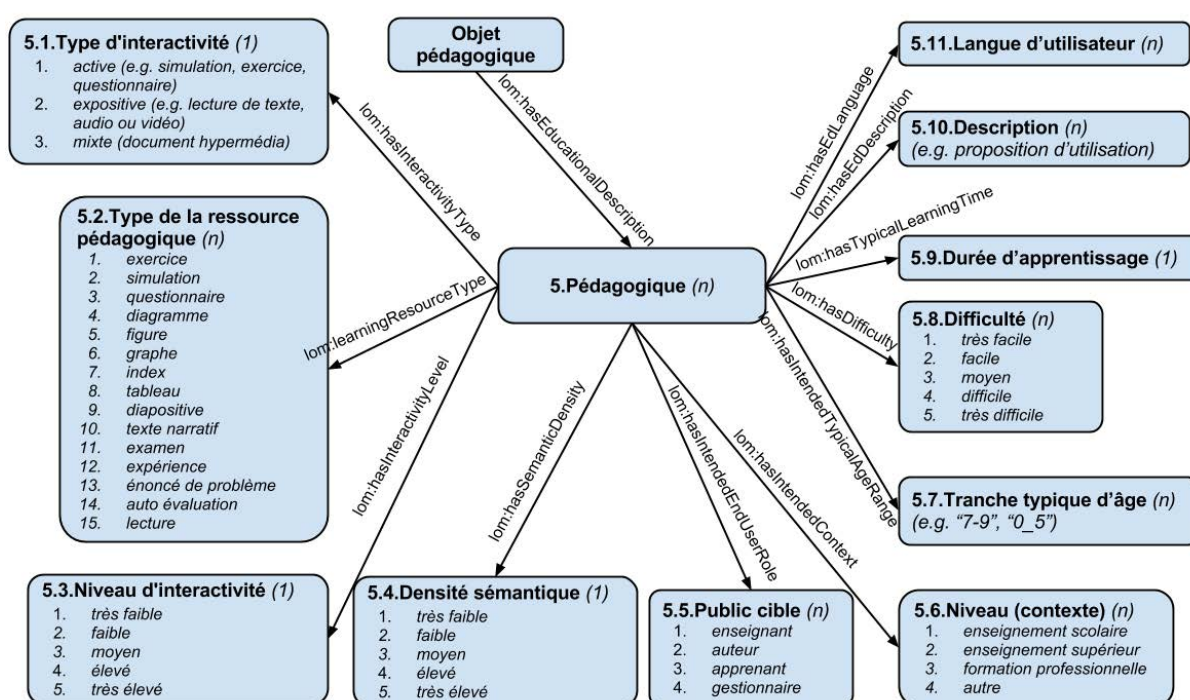 5.1.Type d'interactivité (1)
1. active (e.g. simulation, exercice,
questionnaire)
2. expositive (e.g. lecture de texte,
audio ou vidéo)
3. mixte (document hypermédia)
Objet
pédagogique
5.11.Langue d'utilisateur (n)
5.10.Description (n)
(e.g. proposition d'utilisation)
lom:hasInteractivityType
lom:hasEducationalDescription
lom:hasEdLanguage
lom:hasEdDescription
lom:hasTypicalLearningTime
5.2.Type de la ressource
pédagogique (n)
1. exercice
2. simulation
3. questionnaire
4. diagramme
5. figure
6. graphe
7. index
8. tableau
9. diapositive
10. texte narratif
11. examen
12. expérience
13. énoncé de problème
14. auto évaluation
15. lecture
lom:learningResourceType
5.Pédagogique (n)
5.9.Durée d'apprentissage (1)
lom:hasDifficulty
5.8.Difficulté (n)
1. très facile
2. facile
3. moyen
4. difficile
5. très difficile
lom:hasInteractivityLevel
lom:hasSemanticDensity
lom:hasIntendedEndUserRole
lom:hasIntendedContext
lom:hasIntendedTypicalAgeRange
5.7.Tranche typique d'âge (n)
(e.g. "7-9", "0_5")
5.3.Niveau d'interactivité (1)
1. très faible
2. faible
3. moyen
4. élevé
5. très élevé
5.4.Densité sémantique (1)
1. très faible
2. faible
3. moyen
4. élevé
5. très élevé
5.5.Public cible (n)
1. enseignant
2. auteur
3. apprenant
4. gestionnaire
5.6.Niveau (contexte) (n)
1. enseignement scolaire
2. enseignement supérieur
3. formation professionnelle
4. autre